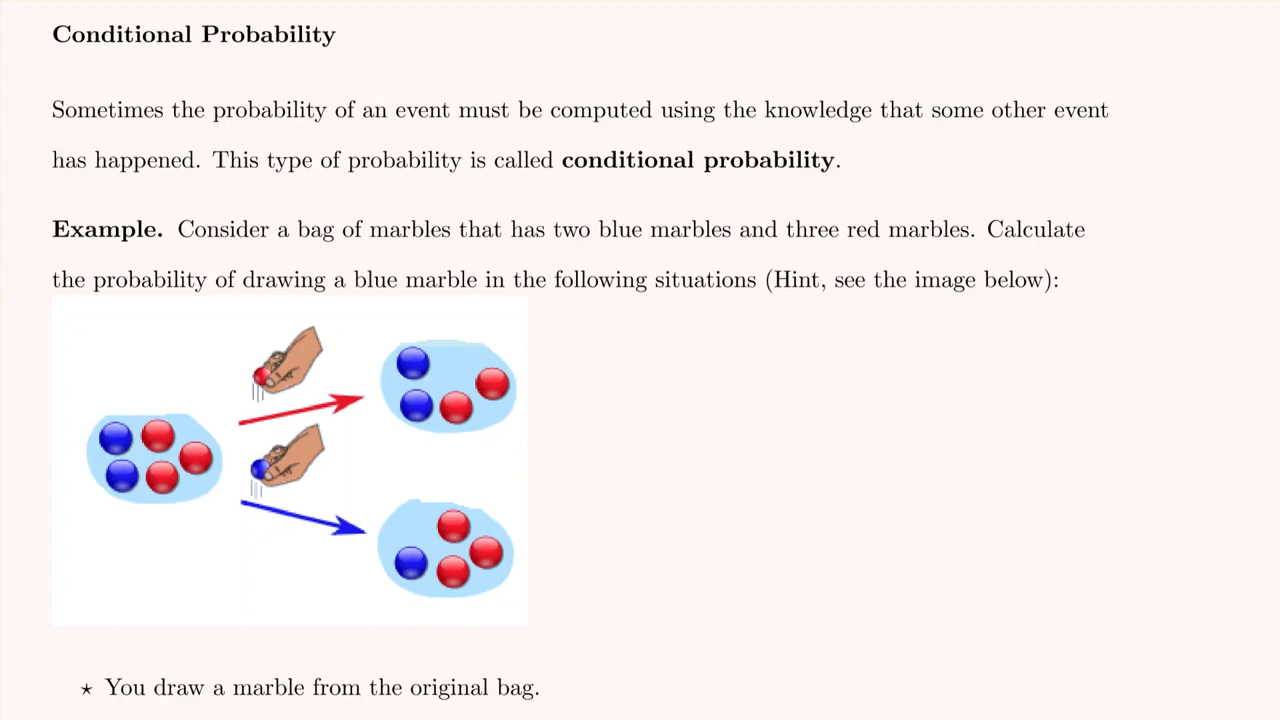 Conditional Probability
Sometimes the probability of an event must be computed using the knowledge that some other event
has happened. This type of probability is called conditional probability.
Example. Consider a bag of marbles that has two blue marbles and three red marbles. Calculate
the probability of drawing a blue marble in the following situations (Hint, see the image below):
⋆ You draw a marble from the original bag.